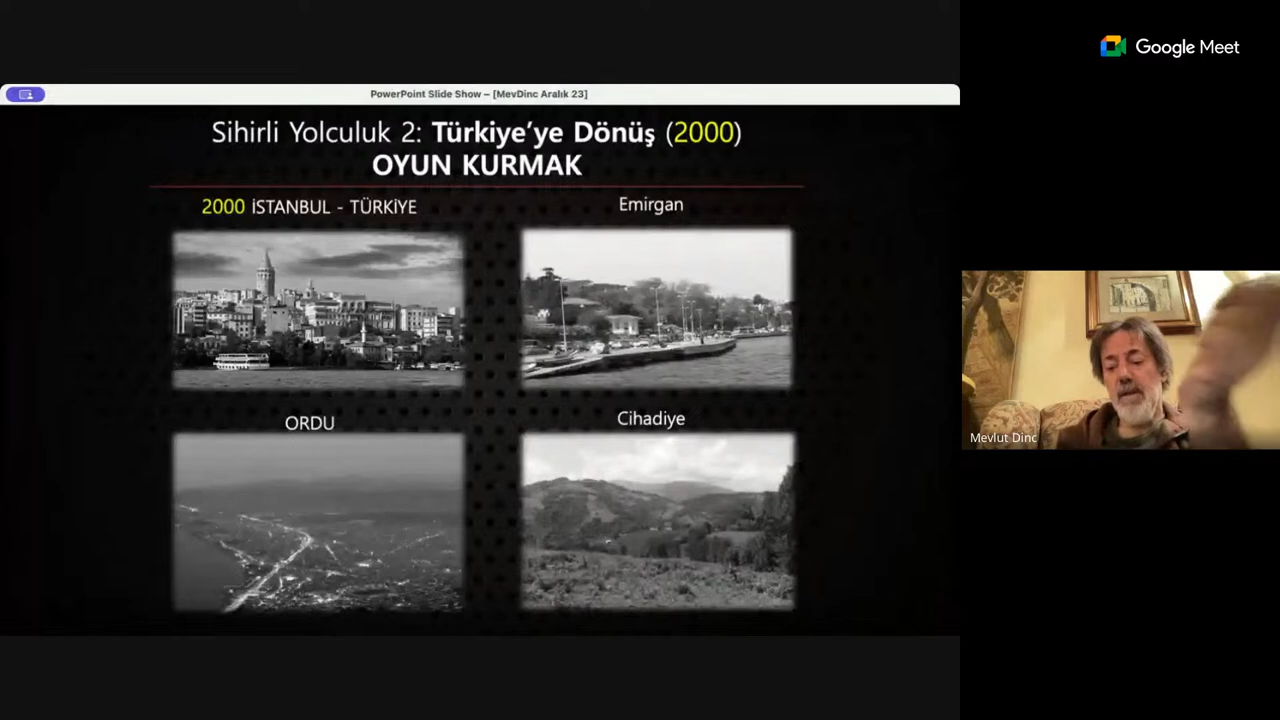 Google Meet
PowerPoint Slide Show – [MevDinc Aralık 23]
Sihirli Yolculuk 2: Türkiye'ye Dönüş (2000)
OYUN KURMAK
2000 İSTANBUL - TÜRKİYE
Emirgan
ORDU
Cihadiye
Mevlut Dinc